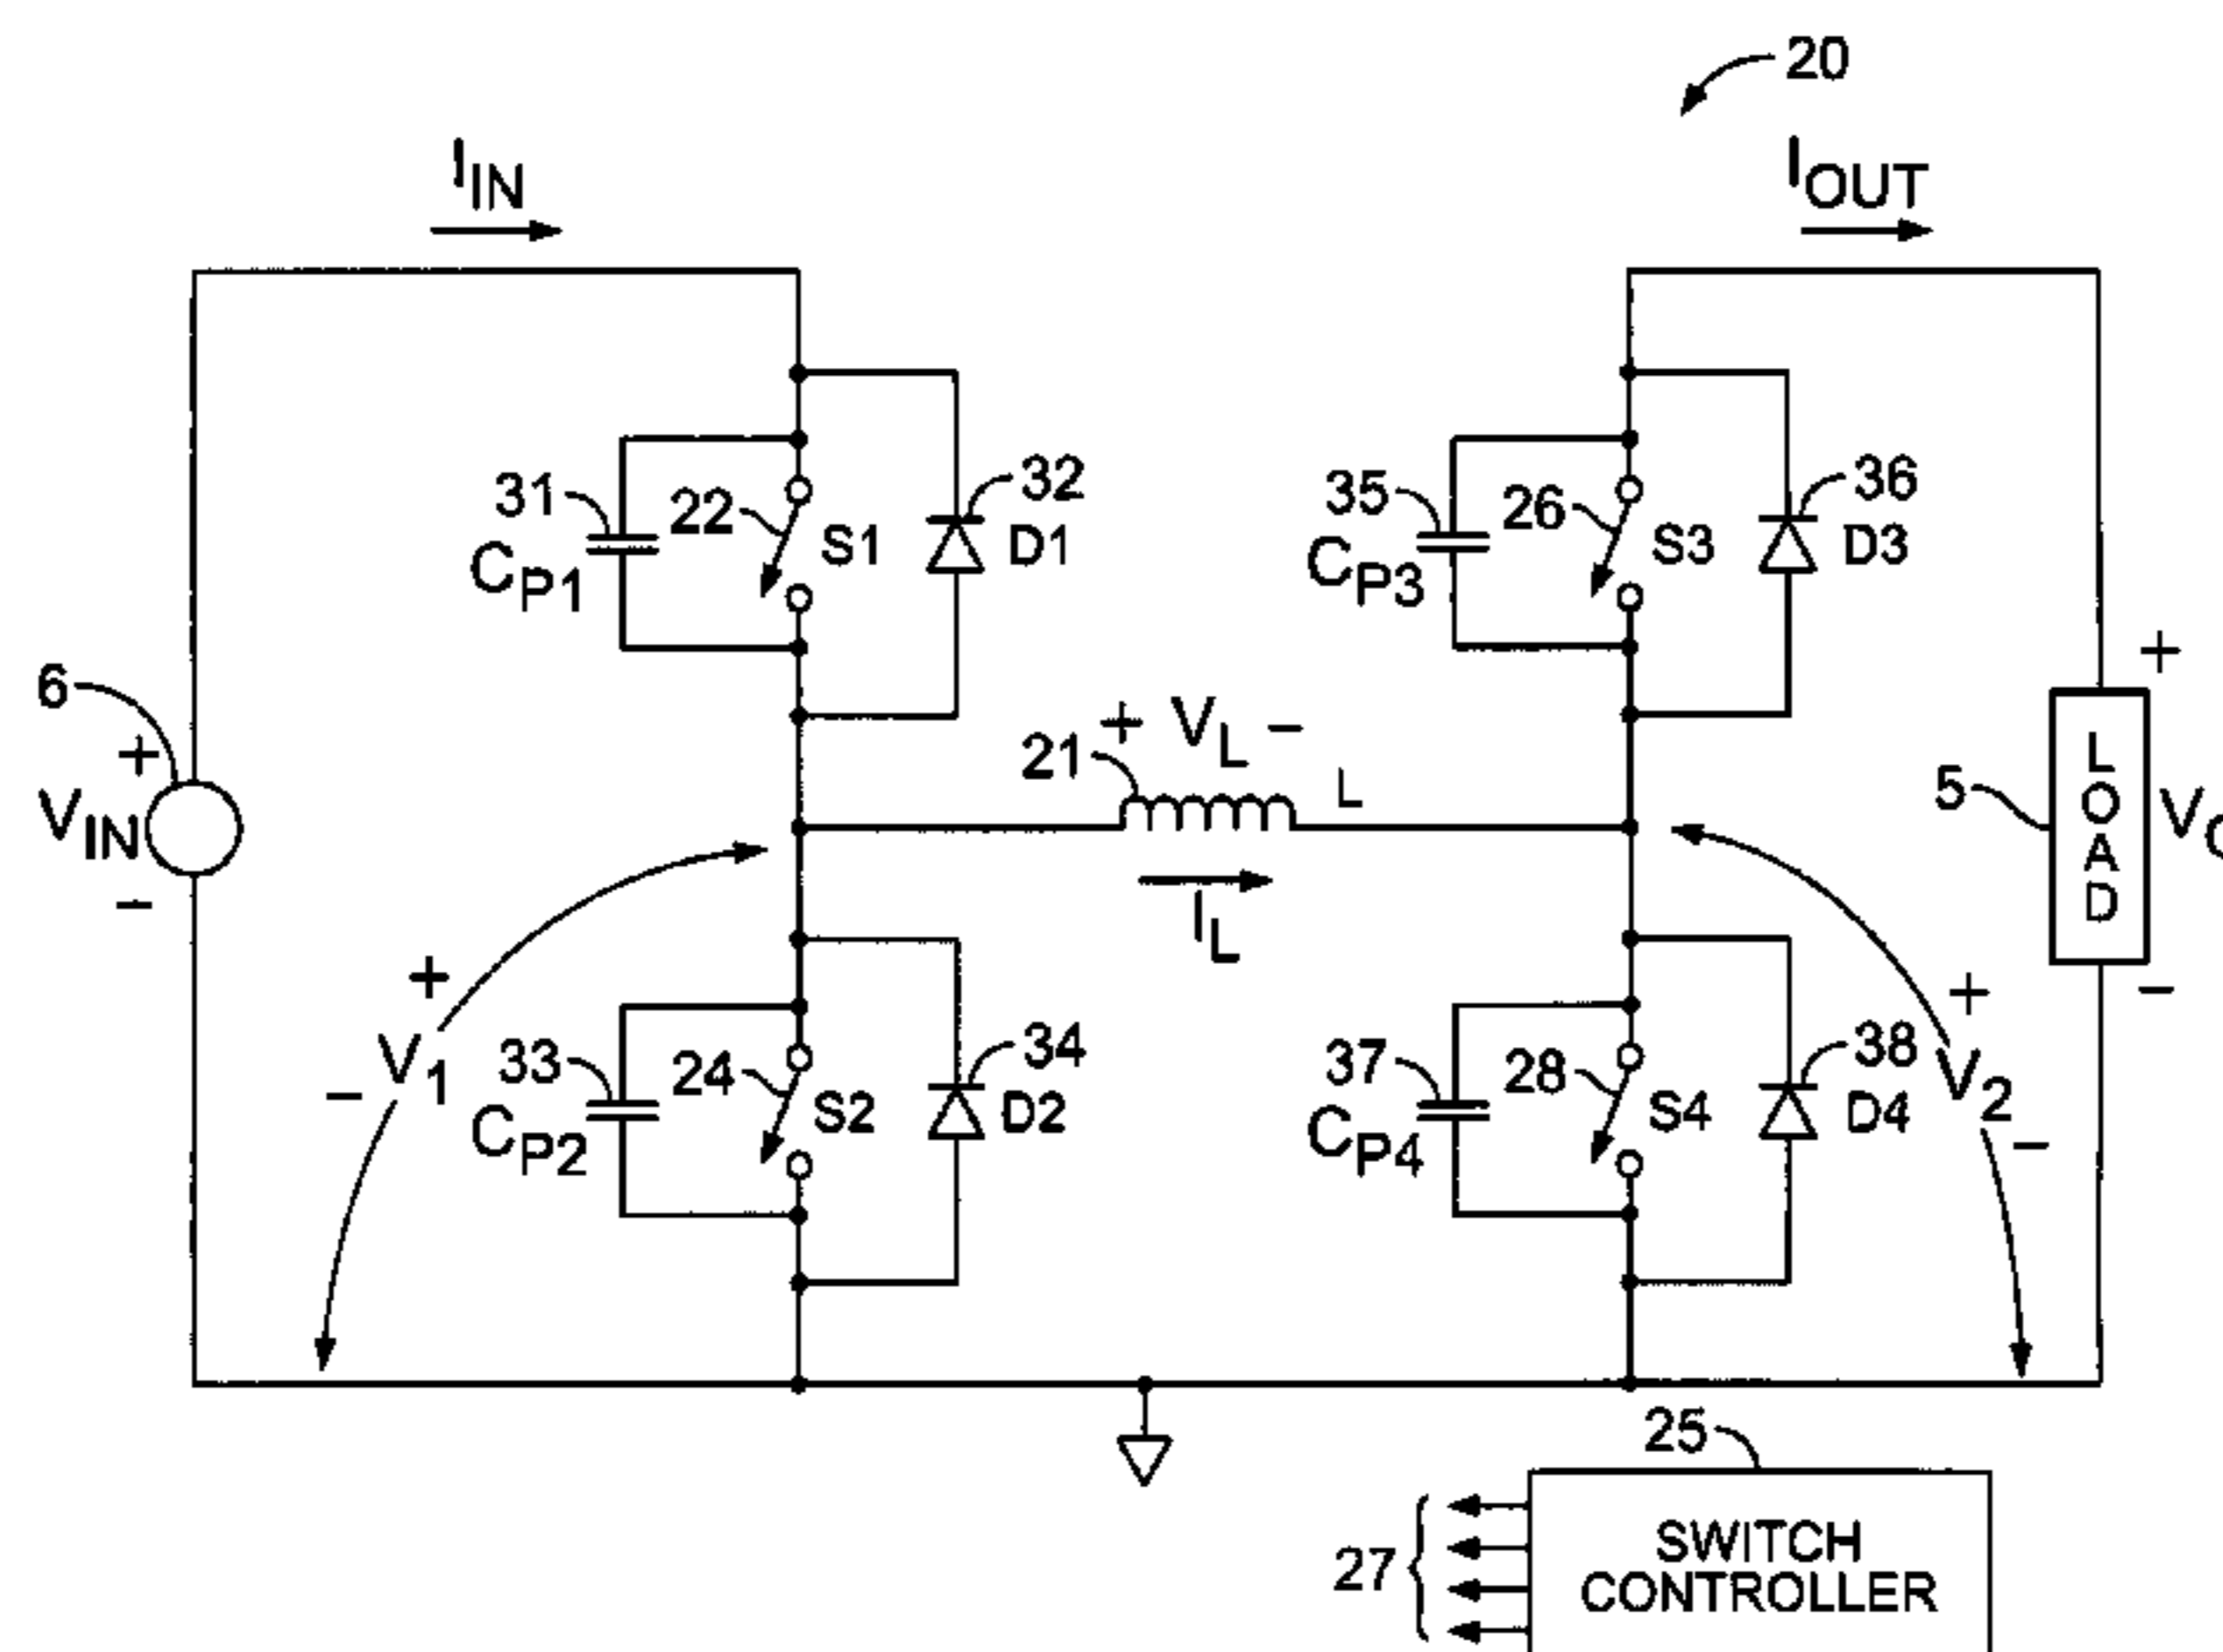 20
I_IN
I_OUT
31
22
S1
32
D1
C_P1
35
26
S3
36
D3
C_P3
6
+
V_IN
−
+ V_L −
21
L
I_L
5
LOAD
+
−
+
V_1
−
33
24
S2
34
D2
C_P2
37
28
S4
38
D4
C_P4
+
V_2
−
25
27
SWITCH
CONTROLLER